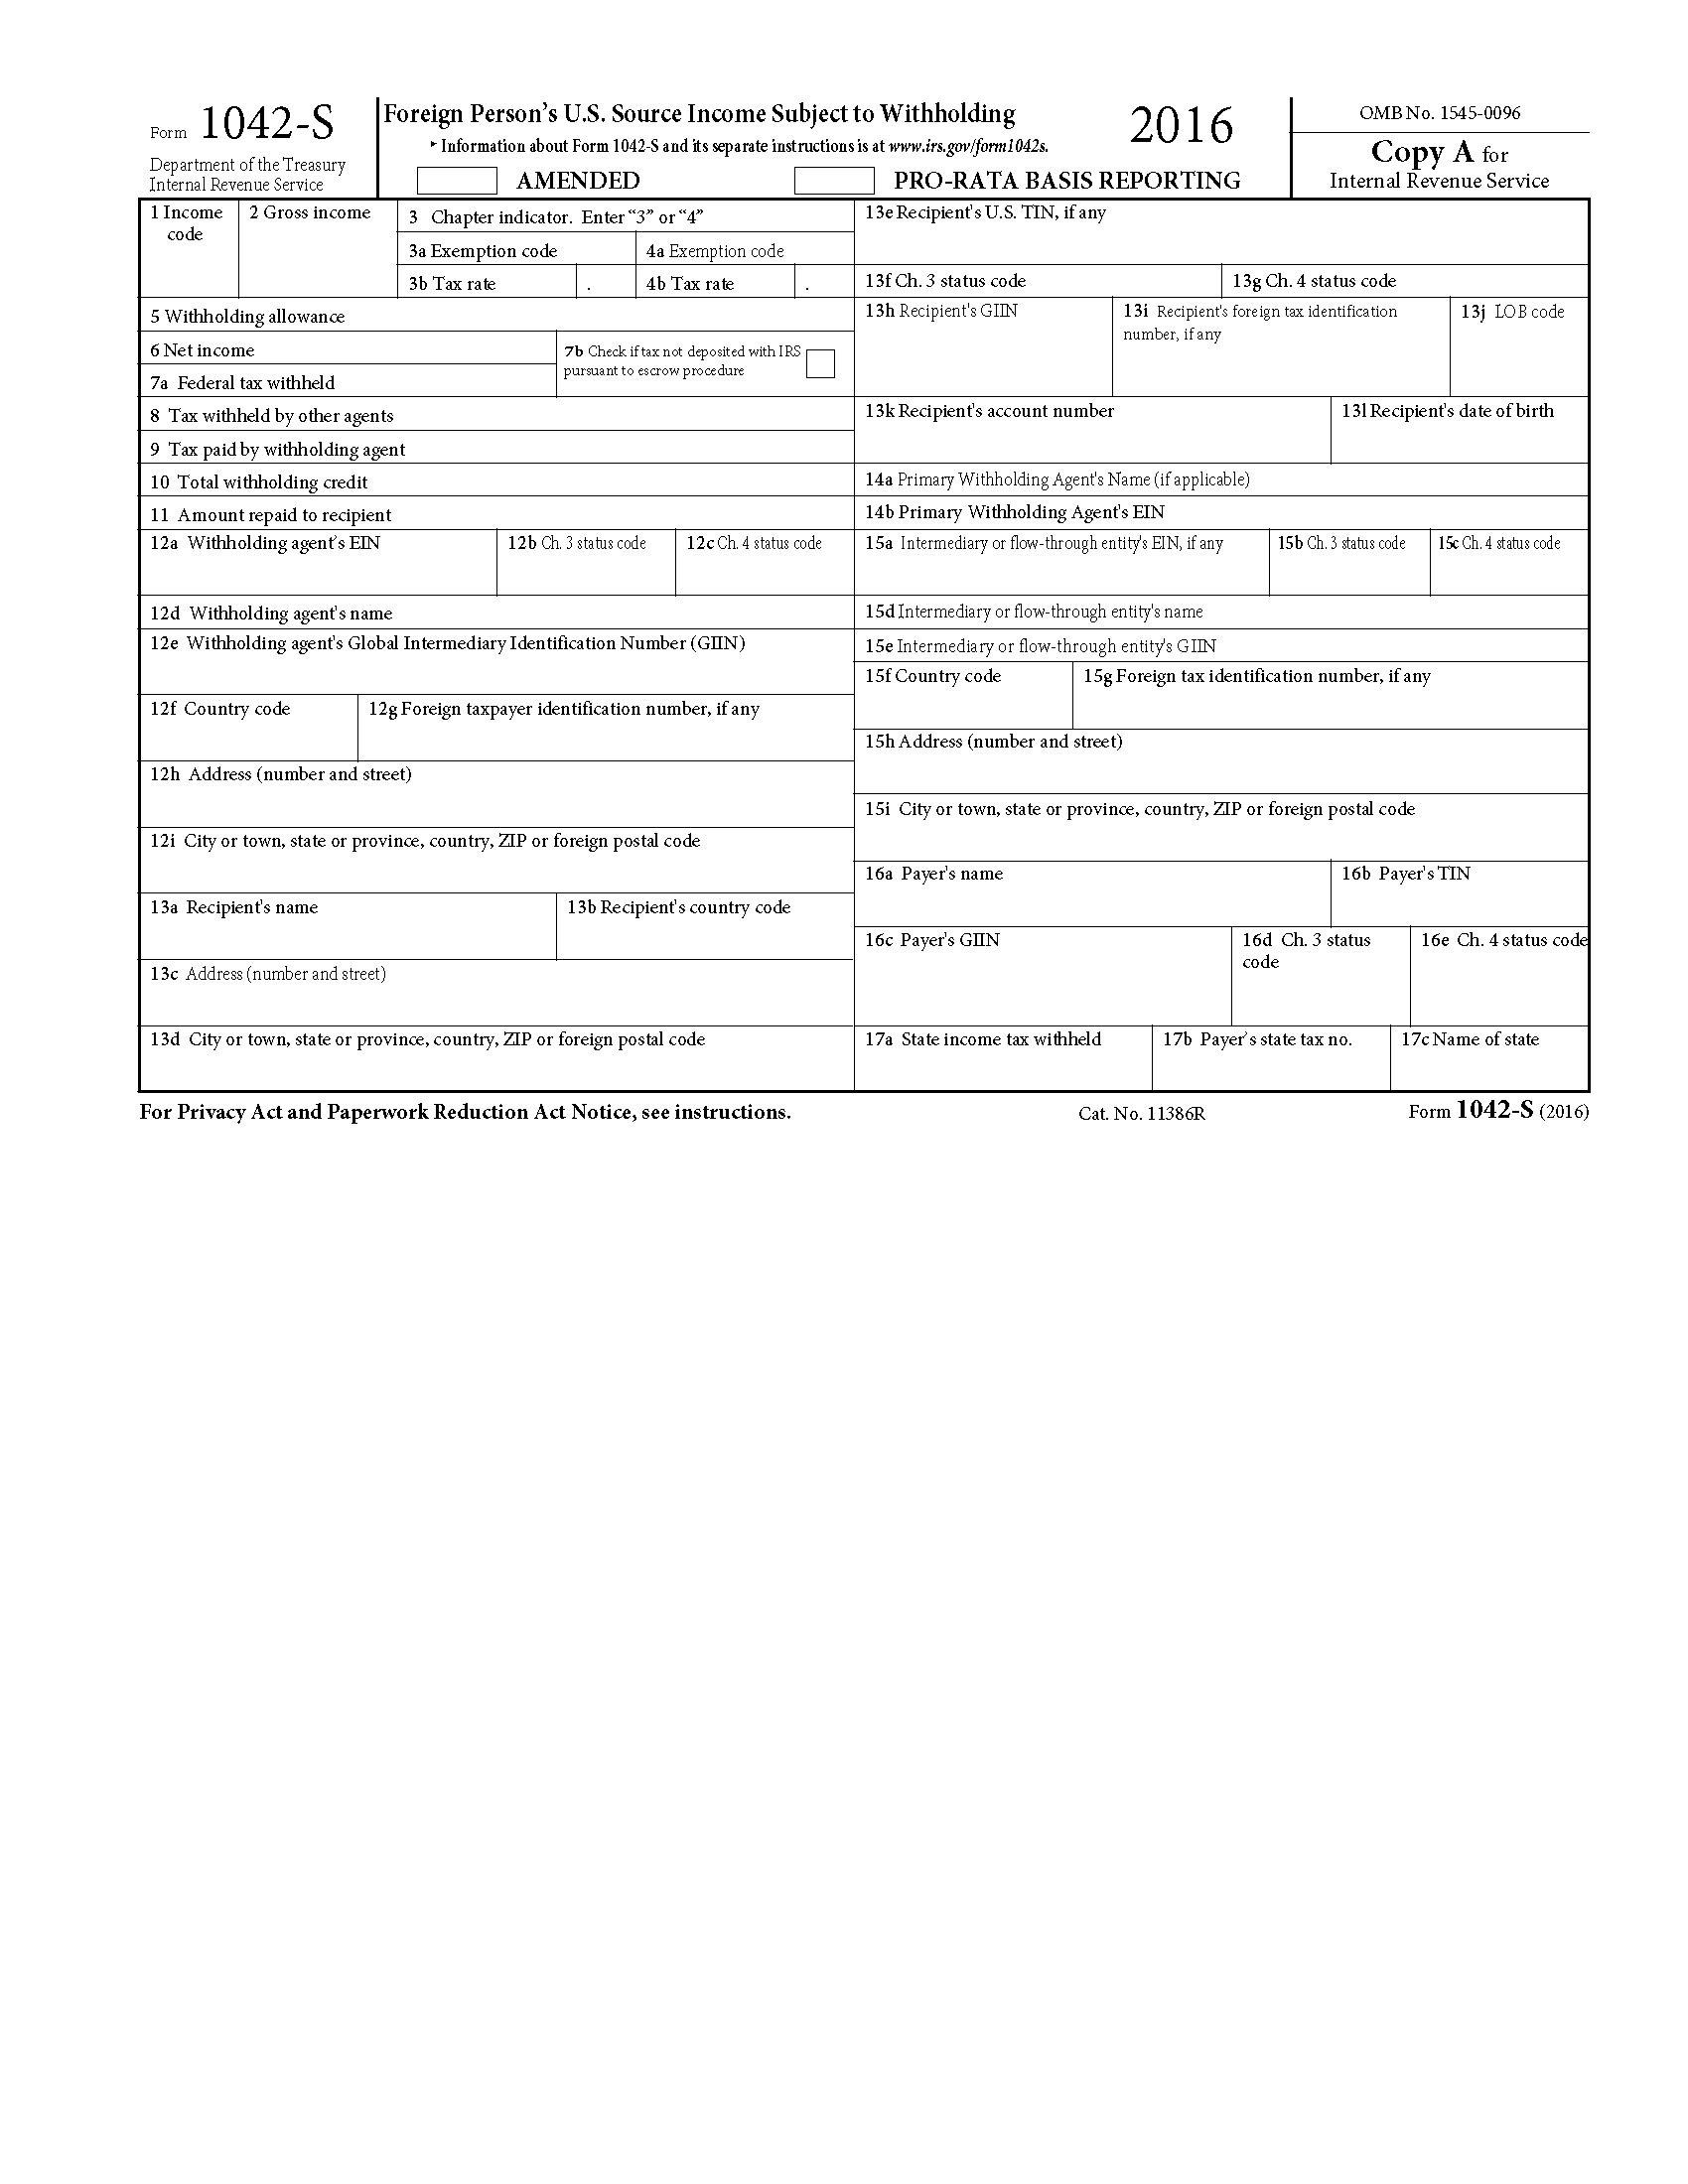 Form 1042-S
Department of the Treasury
Internal Revenue Service
Foreign Person's U.S. Source Income Subject to Withholding
▸ Information about Form 1042-S and its separate instructions is at www.irs.gov/form1042s.
AMENDED
PRO-RATA BASIS REPORTING
2016
OMB No. 1545-0096
Copy A for
Internal Revenue Service
1 Income
code
2 Gross income
3 Chapter indicator. Enter “3” or “4”
3a Exemption code
4a Exemption code
3b Tax rate .
4b Tax rate .
5 Withholding allowance
6 Net income
7a Federal tax withheld
7b Check if tax not deposited with IRS
pursuant to escrow procedure
8 Tax withheld by other agents
9 Tax paid by withholding agent
10 Total withholding credit
11 Amount repaid to recipient
12a Withholding agent's EIN
12b Ch. 3 status code
12c Ch. 4 status code
12d Withholding agent's name
12e Withholding agent's Global Intermediary Identification Number (GIIN)
12f Country code
12g Foreign taxpayer identification number, if any
12h Address (number and street)
12i City or town, state or province, country, ZIP or foreign postal code
13a Recipient's name
13b Recipient's country code
13c Address (number and street)
13d City or town, state or province, country, ZIP or foreign postal code
13e Recipient's U.S. TIN, if any
13f Ch. 3 status code
13g Ch. 4 status code
13h Recipient's GIIN
13i Recipient's foreign tax identification
number, if any
13j LOB code
13k Recipient's account number
13l Recipient's date of birth
14a Primary Withholding Agent's Name (if applicable)
14b Primary Withholding Agent's EIN
15a Intermediary or flow-through entity's EIN, if any
15b Ch. 3 status code
15c Ch. 4 status code
15d Intermediary or flow-through entity's name
15e Intermediary or flow-through entity's GIIN
15f Country code
15g Foreign tax identification number, if any
15h Address (number and street)
15i City or town, state or province, country, ZIP or foreign postal code
16a Payer's name
16b Payer's TIN
16c Payer's GIIN
16d Ch. 3 status
code
16e Ch. 4 status code
17a State income tax withheld
17b Payer's state tax no.
17c Name of state
For Privacy Act and Paperwork Reduction Act Notice, see instructions.
Cat. No. 11386R
Form 1042-S (2016)